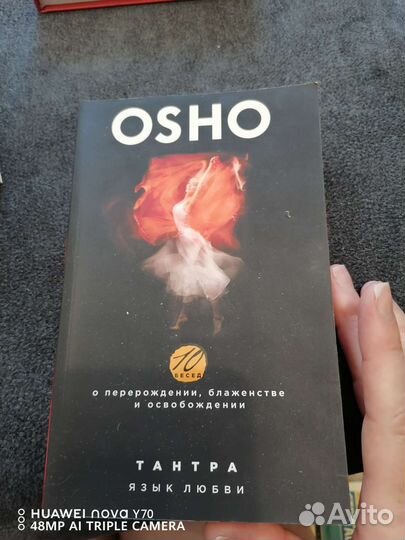 OSHO
10
БЕСЕД
о перерождении, блаженстве
и освобождении
ТАНТРА
ЯЗЫК ЛЮБВИ
HUAWEI nova Y70
48MP AI TRIPLE CAMERA
Avito